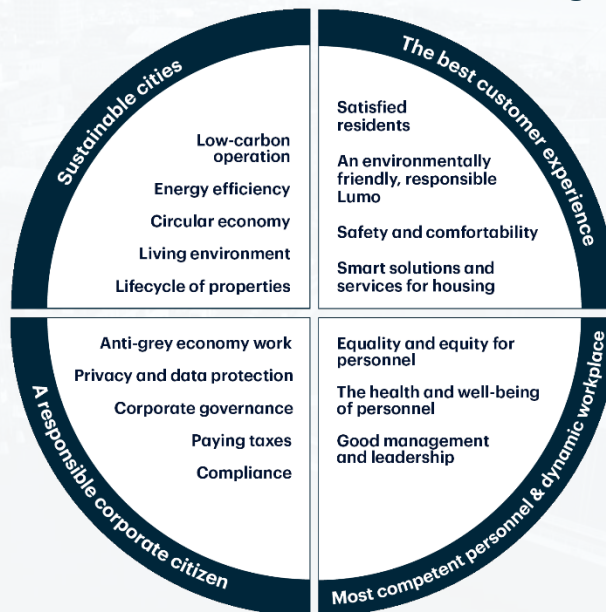 Sustainable cities
Low-carbon
operation
Energy efficiency
Circular economy
Living environment
Lifecycle of properties
The best customer experience
Satisfied
residents
An environmentally
friendly, responsible
Lumo
Safety and comfortability
Smart solutions and
services for housing
A responsible corporate citizen
Anti-grey economy work
Privacy and data protection
Corporate governance
Paying taxes
Compliance
Most competent personnel & dynamic workplace
Equality and equity for
personnel
The health and well-being
of personnel
Good management
and leadership